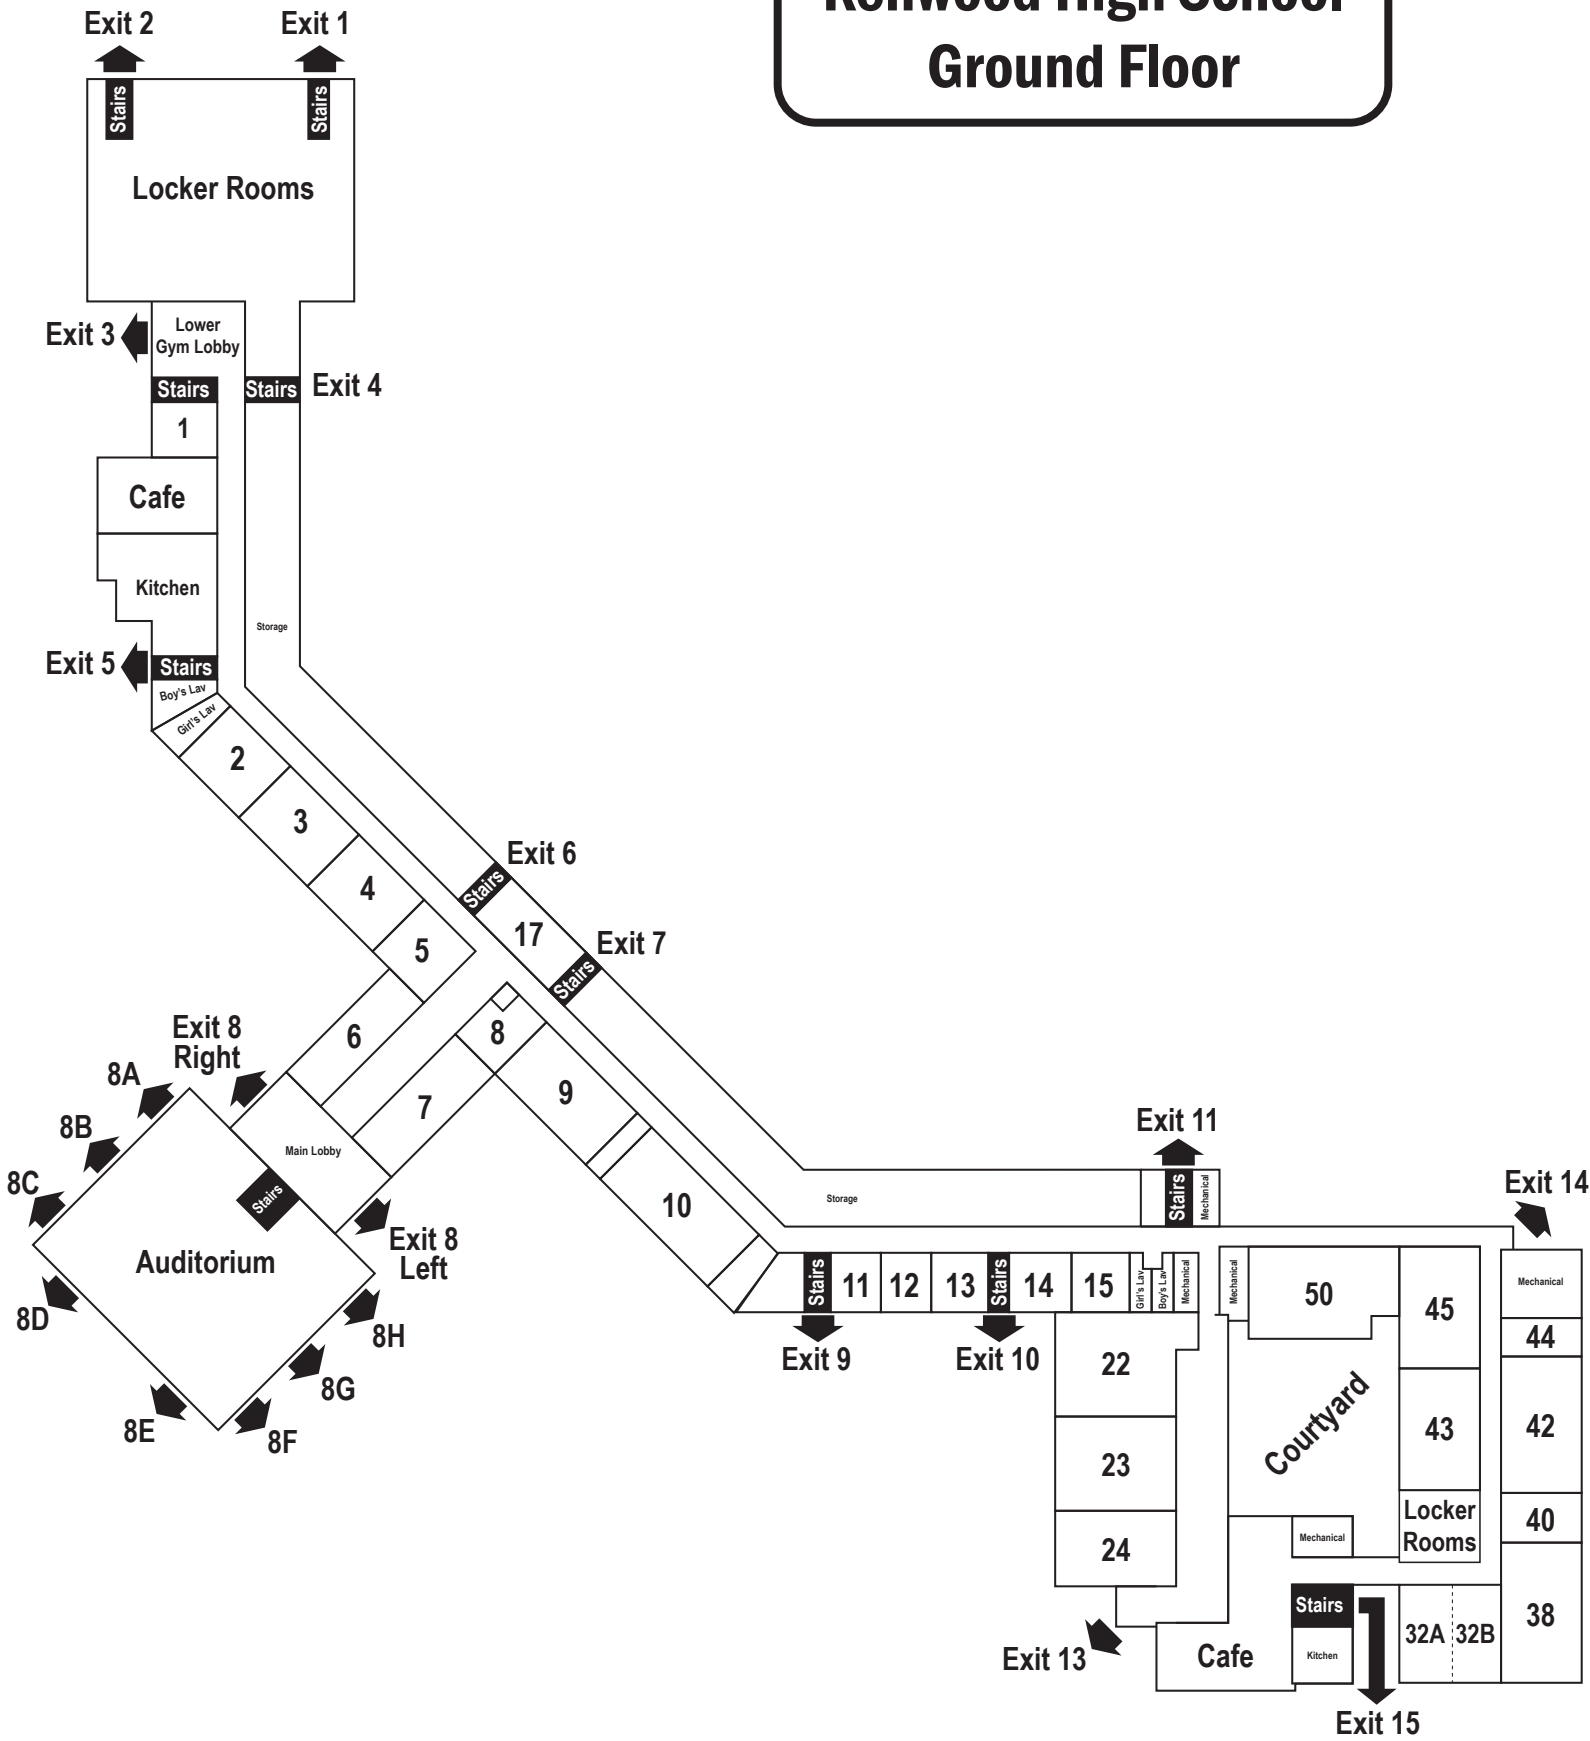 Kenwood High School
Ground Floor
Exit 2
Exit 1
Stairs
Stairs
Locker Rooms
Exit 3
Lower
Gym Lobby
Stairs
Stairs
Exit 4
1
Cafe
Kitchen
Storage
Exit 5
Stairs
Boy's Lav
Girl's Lav
2
3
4
5
Exit 6
Stairs
17
Exit 7
Stairs
6
8
7
9
10
Exit 8
Right
8A
8B
8C
8D
8E
8F
8G
8H
Main Lobby
Stairs
Auditorium
Exit 8
Left
Storage
Exit 11
Stairs
Mechanical
Exit 14
Stairs
11
12
13
Stairs
14
15
Girl's Lav
Boy's Lav
Mechanical
Mechanical
50
45
Mechanical
44
Exit 9
Exit 10
22
23
24
Courtyard
43
42
Locker
Rooms
40
Mechanical
Stairs
Kitchen
32A
32B
38
Exit 13
Cafe
Exit 15